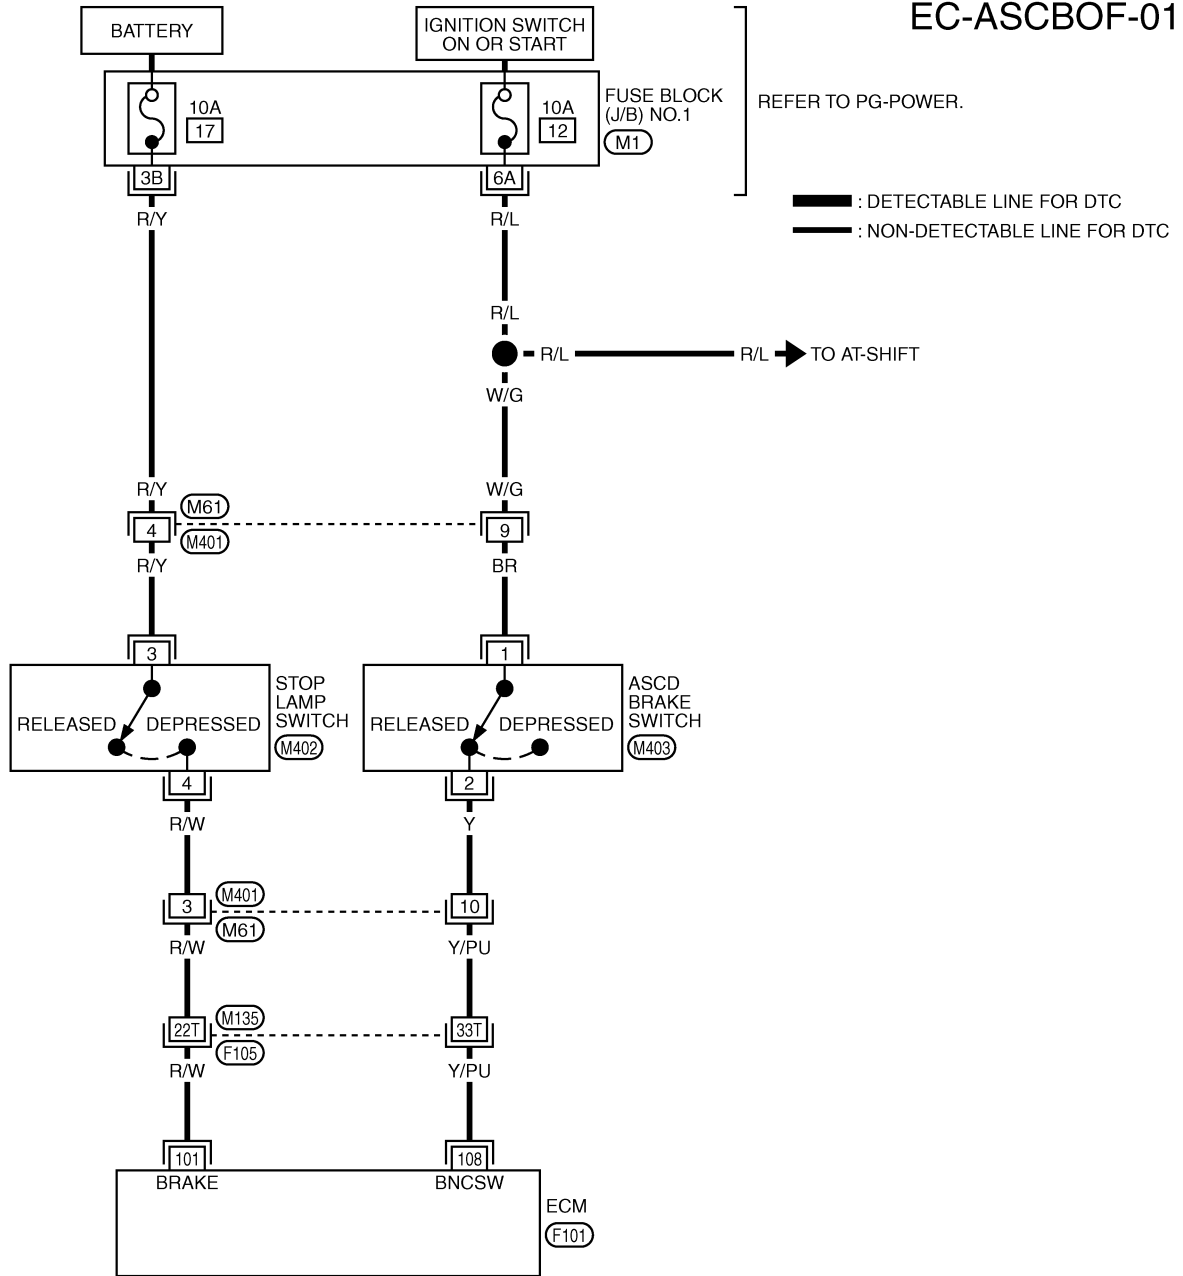 EC-ASCBOF-01
BATTERY
IGNITION SWITCH
ON OR START
10A
17
10A
12
FUSE BLOCK
(J/B) NO.1
M1
REFER TO PG-POWER.
3B
6A
R/Y
R/L
: DETECTABLE LINE FOR DTC
: NON-DETECTABLE LINE FOR DTC
R/L
R/L
R/L
TO AT-SHIFT
W/G
R/Y
W/G
M61
4
9
M401
R/Y
BR
3
1
RELEASED
DEPRESSED
STOP
LAMP
SWITCH
M402
RELEASED
DEPRESSED
ASCD
BRAKE
SWITCH
M403
4
2
R/W
Y
M401
3
10
M61
R/W
Y/PU
M135
22T
33T
F105
R/W
Y/PU
101
108
BRAKE
BNCSW
ECM
F101